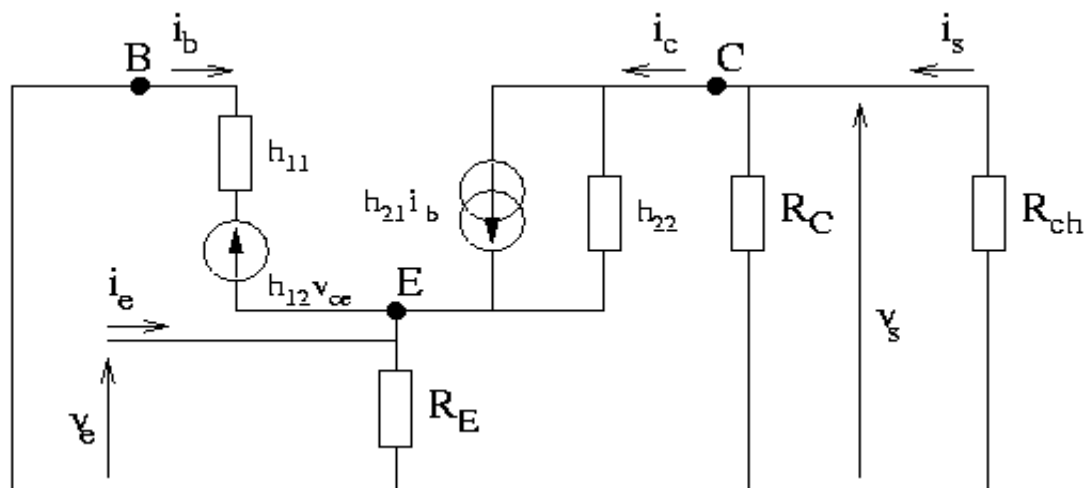 i_b
B
i_c
C
i_s
h_11
h_21 i_b
h_22
R_C
R_ch
h_12 v_ce
E
i_e
v_s
R_E
v_e